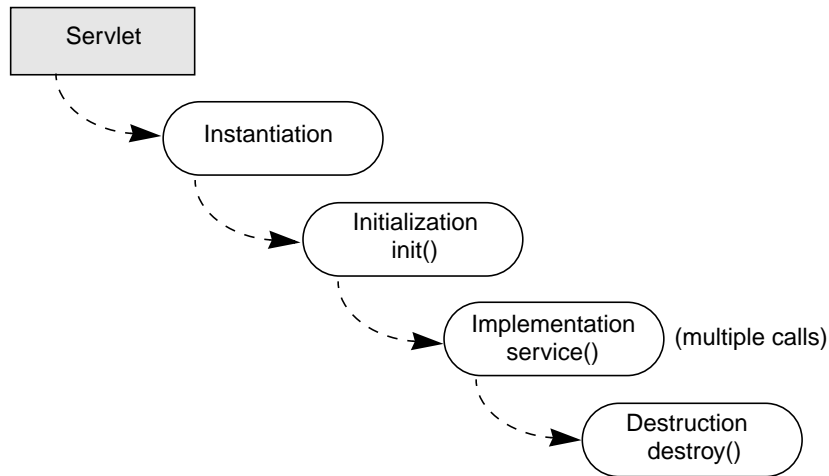 Servlet
Instantiation
Initialization
init()
Implementation
service()
(multiple calls)
Destruction
destroy()